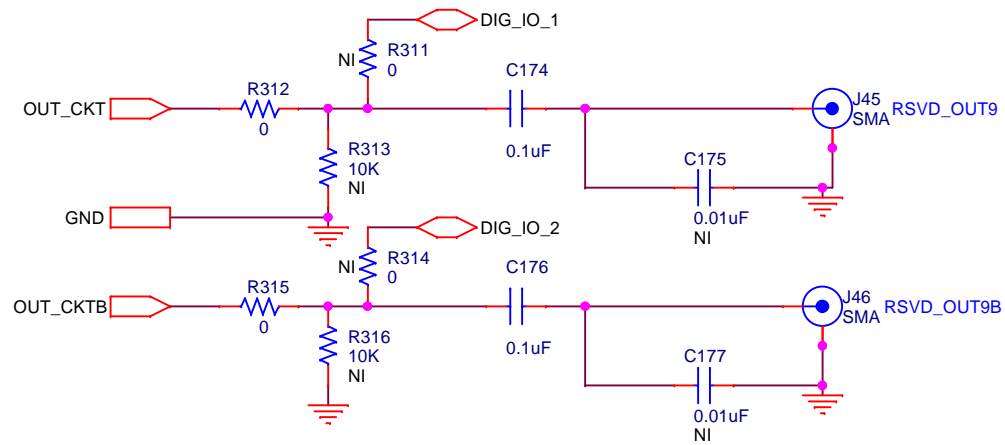 DIG_IO_1
NI
R311
0
C174
R312
OUT_CKT
0
0.1uF
J45
SMA
RSVD_OUT9
R313
10K
NI
C175
0.01uF
NI
GND
DIG_IO_2
NI
R314
0
C176
R315
OUT_CKTB
0
0.1uF
J46
SMA
RSVD_OUT9B
R316
10K
NI
C177
0.01uF
NI